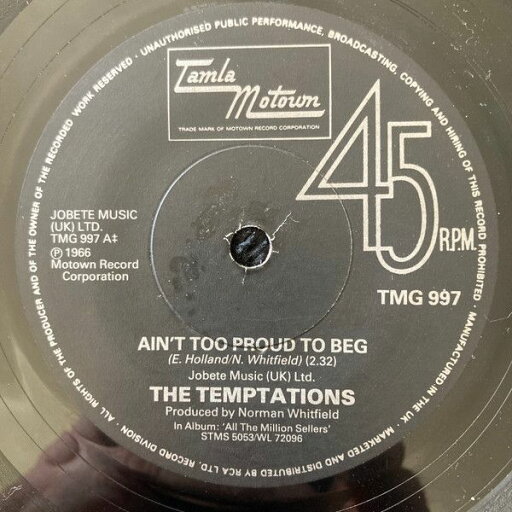 ALL RIGHTS OF THE PRODUCER AND OF THE OWNER OF THE RECORDED WORK RESERVED - UNAUTHORISED PUBLIC PERFORMANCE, BROADCASTING, COPYING AND HIRING OF THIS RECORD PROHIBITED - MANUFACTURED IN THE UK. - MARKETED AND DISTRIBUTED BY RCA LTD. RECORD DIVISION -
Tamla
Motown
TRADE MARK OF MOTOWN RECORD CORPORATION
45
R.P.M.
JOBETE MUSIC
(UK) LTD.
TMG 997 A‡
℗ 1966
Motown Record
Corporation
TMG 997
AIN'T TOO PROUD TO BEG
(E. Holland/N. Whitfield) (2.32)
Jobete Music (UK) Ltd.
THE TEMPTATIONS
Produced by Norman Whitfield
In Album: 'All The Million Sellers'
STMS 5053/WL 72096